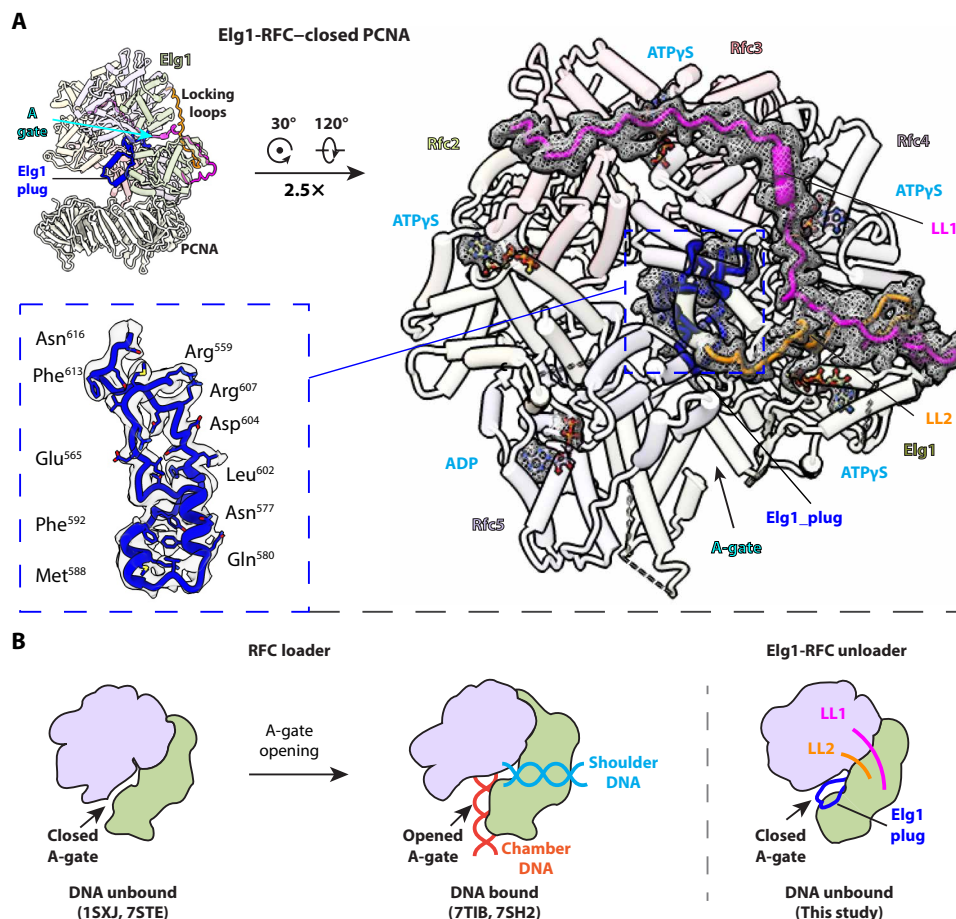 A
Elg1-RFC–closed PCNA
Elg1
Locking
loops
A
gate
Elg1
plug
PCNA
30° 120°
2.5×
ATPγS
Rfc3
Rfc2
Rfc4
ATPγS
ATPγS
LL1
LL2
Elg1
ATPγS
ADP
Elg1_plug
Rfc5
A-gate
Asn616
Arg559
Phe613
Arg607
Asp604
Glu565
Leu602
Asn577
Phe592
Gln580
Met588
B
RFC loader
Elg1-RFC unloader
A-gate
opening
LL1
LL2
Shoulder
DNA
Closed
A-gate
Opened
A-gate
Chamber
DNA
Closed
A-gate
Elg1
plug
DNA unbound
(1SXJ, 7STE)
DNA bound
(7TIB, 7SH2)
DNA unbound
(This study)